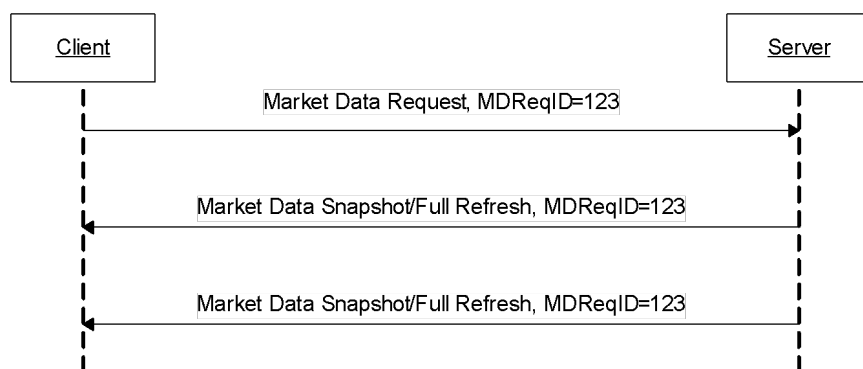 Client
Server
Market Data Request, MDReqID=123
Market Data Snapshot/Full Refresh, MDReqID=123
Market Data Snapshot/Full Refresh, MDReqID=123